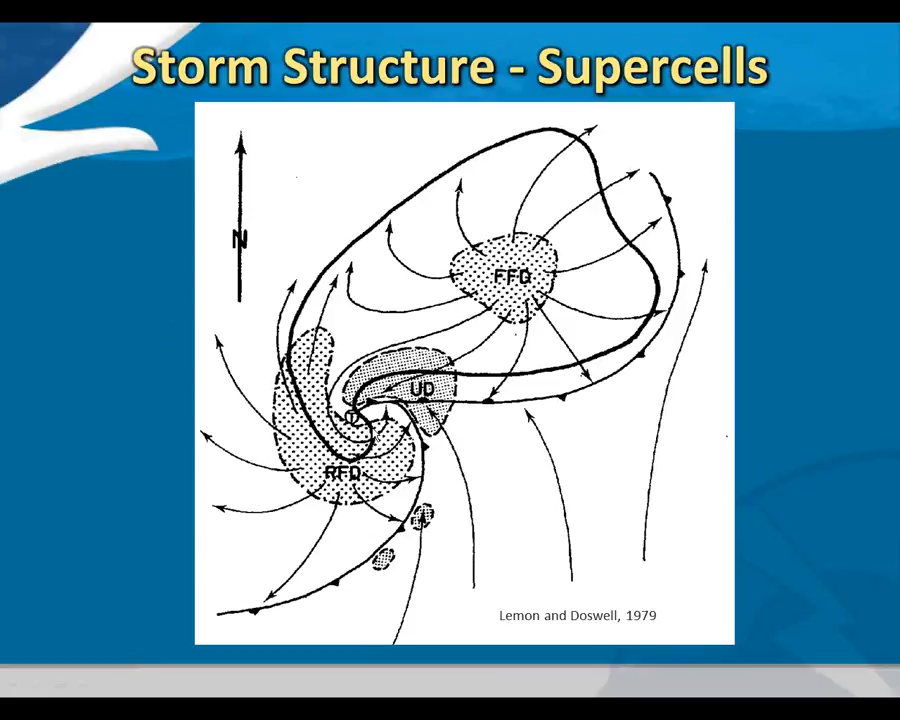 Storm Structure - Supercells
N
FFD
UD
T
RFD
Lemon and Doswell, 1979